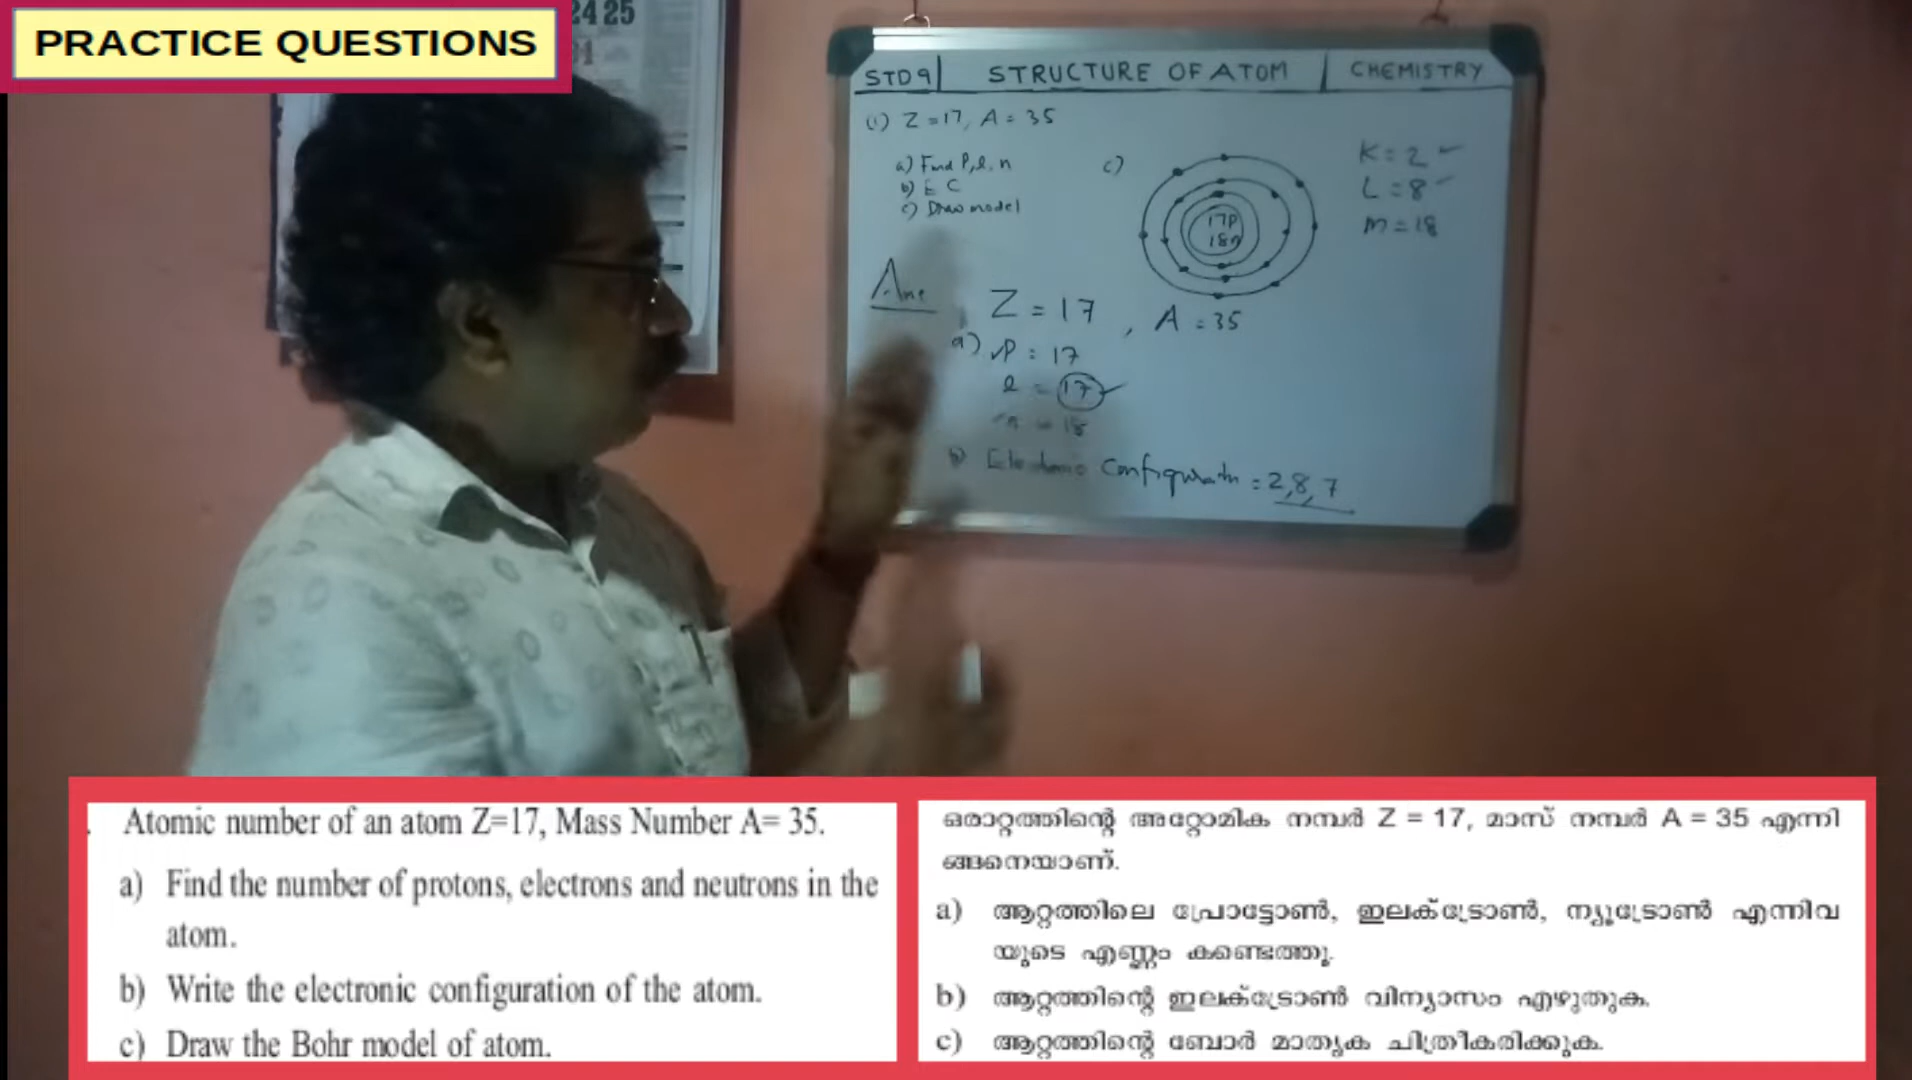 PRACTICE QUESTIONS
24 25
STD 9 STRUCTURE OF ATOM CHEMISTRY
(1) Z = 17, A = 35
a) Find P, e, n
b) E C
c) Draw model
c)
17p
18n
K = 2
L = 8
M = 18
Ans
Z = 17, A = 35
a) P = 17
e = 17
n = 18
b) Electronic Configuratn = 2,8,7
Atomic number of an atom Z=17, Mass Number A= 35.
a) Find the number of protons, electrons and neutrons in the
atom.
b) Write the electronic configuration of the atom.
c) Draw the Bohr model of atom.
ഒരാറ്റത്തിന്റെ അറ്റോമിക നമ്പർ Z = 17, മാസ് നമ്പർ A = 35 എന്നി
ങ്ങനെയാണ്.
a) ആറ്റത്തിലെ പ്രോട്ടോൺ, ഇലക്ട്രോൺ, ന്യൂട്രോൺ എന്നിവ
യുടെ എണ്ണം കണ്ടെത്തൂ.
b) ആറ്റത്തിന്റെ ഇലക്ട്രോൺ വിന്യാസം എഴുതുക.
c) ആറ്റത്തിന്റെ ബോർ മാതൃക ചിത്രീകരിക്കുക.